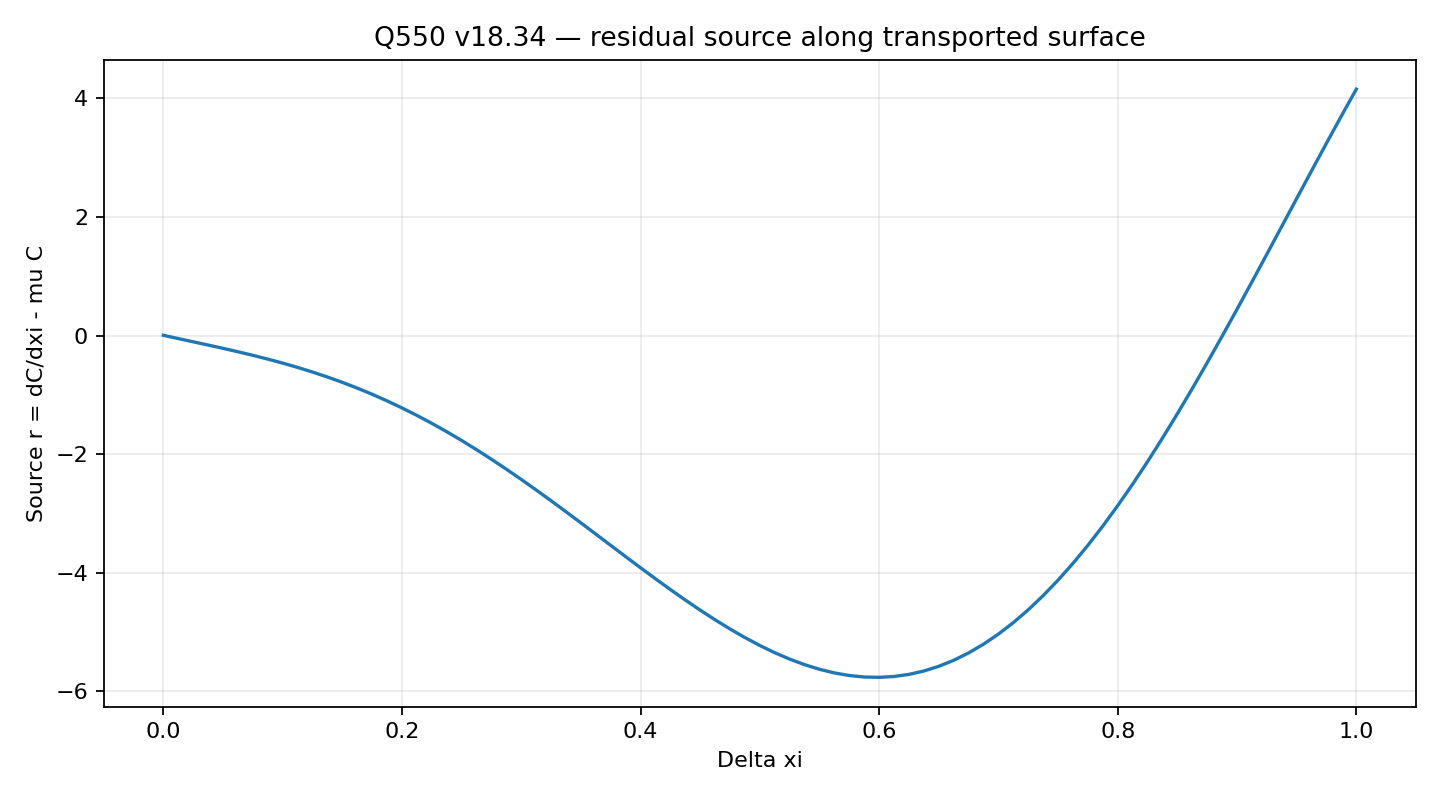 Q550 v18.34 — residual source along transported surface
Source r = dC/dxi - mu C
4
2
0
−2
−4
−6
0.0 0.2 0.4 0.6 0.8 1.0
Delta xi